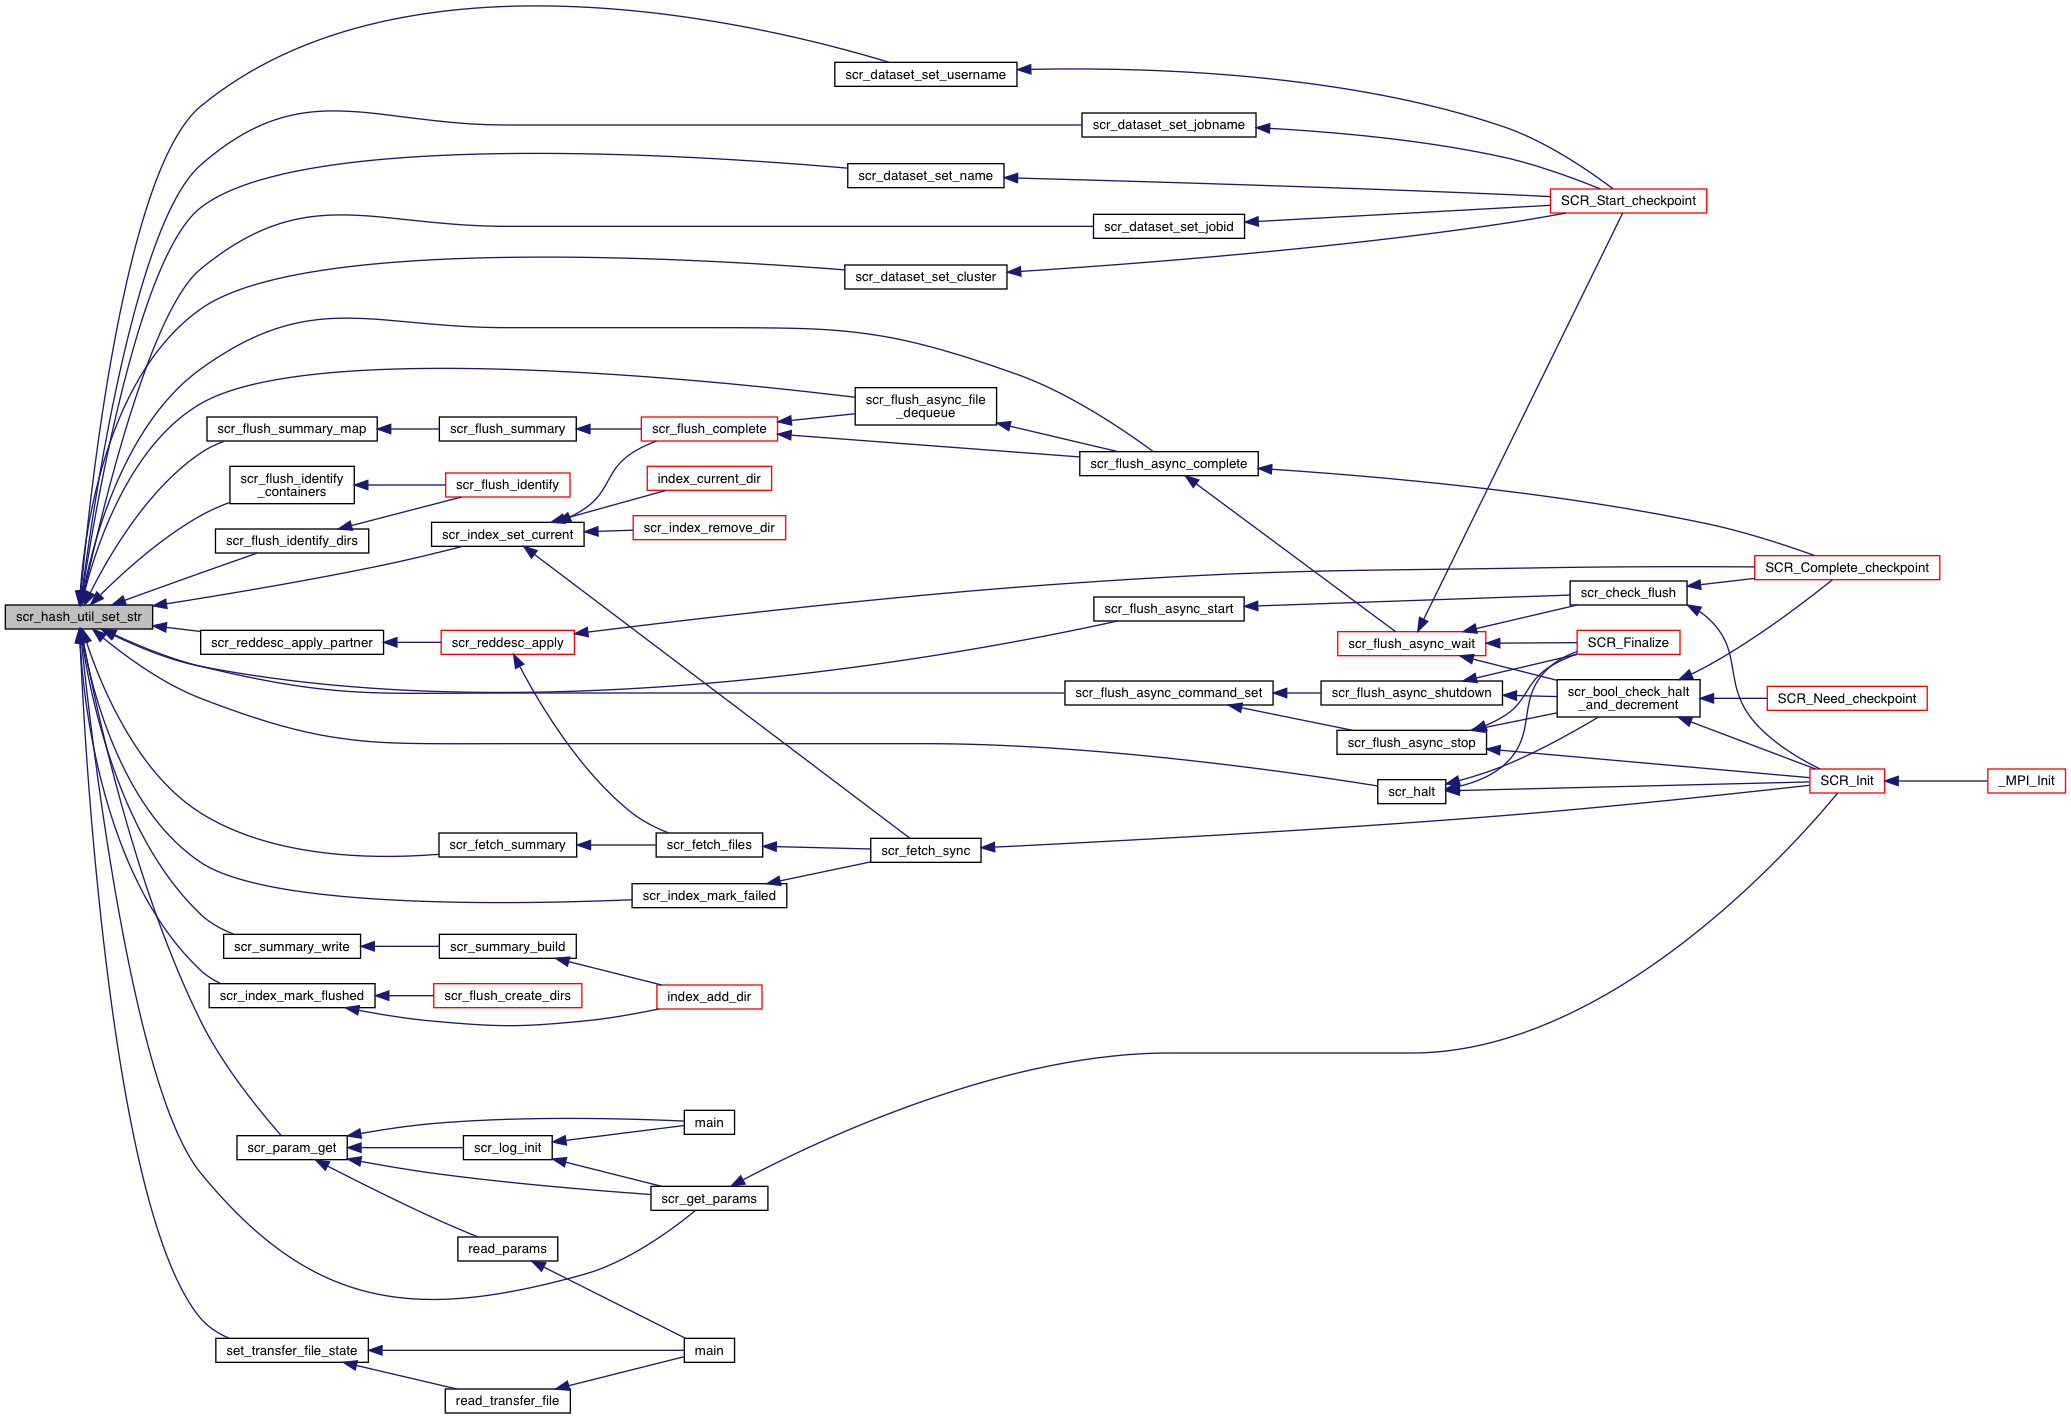 scr_dataset_set_username
scr_dataset_set_jobname
scr_dataset_set_name
SCR_Start_checkpoint
scr_dataset_set_jobid
scr_dataset_set_cluster
scr_flush_async_file
_dequeue
scr_flush_summary_map
scr_flush_summary
scr_flush_complete
scr_flush_async_complete
scr_flush_identify
_containers
scr_flush_identify
index_current_dir
scr_flush_identify_dirs
scr_index_set_current
scr_index_remove_dir
SCR_Complete_checkpoint
scr_check_flush
scr_flush_async_start
scr_hash_util_set_str
scr_reddesc_apply_partner
scr_reddesc_apply
scr_flush_async_wait
SCR_Finalize
scr_flush_async_command_set
scr_flush_async_shutdown
scr_bool_check_halt
_and_decrement
SCR_Need_checkpoint
scr_flush_async_stop
scr_halt
SCR_Init
_MPI_Init
scr_fetch_summary
scr_fetch_files
scr_fetch_sync
scr_index_mark_failed
scr_summary_write
scr_summary_build
scr_index_mark_flushed
scr_flush_create_dirs
index_add_dir
main
scr_param_get
scr_log_init
scr_get_params
read_params
set_transfer_file_state
main
read_transfer_file